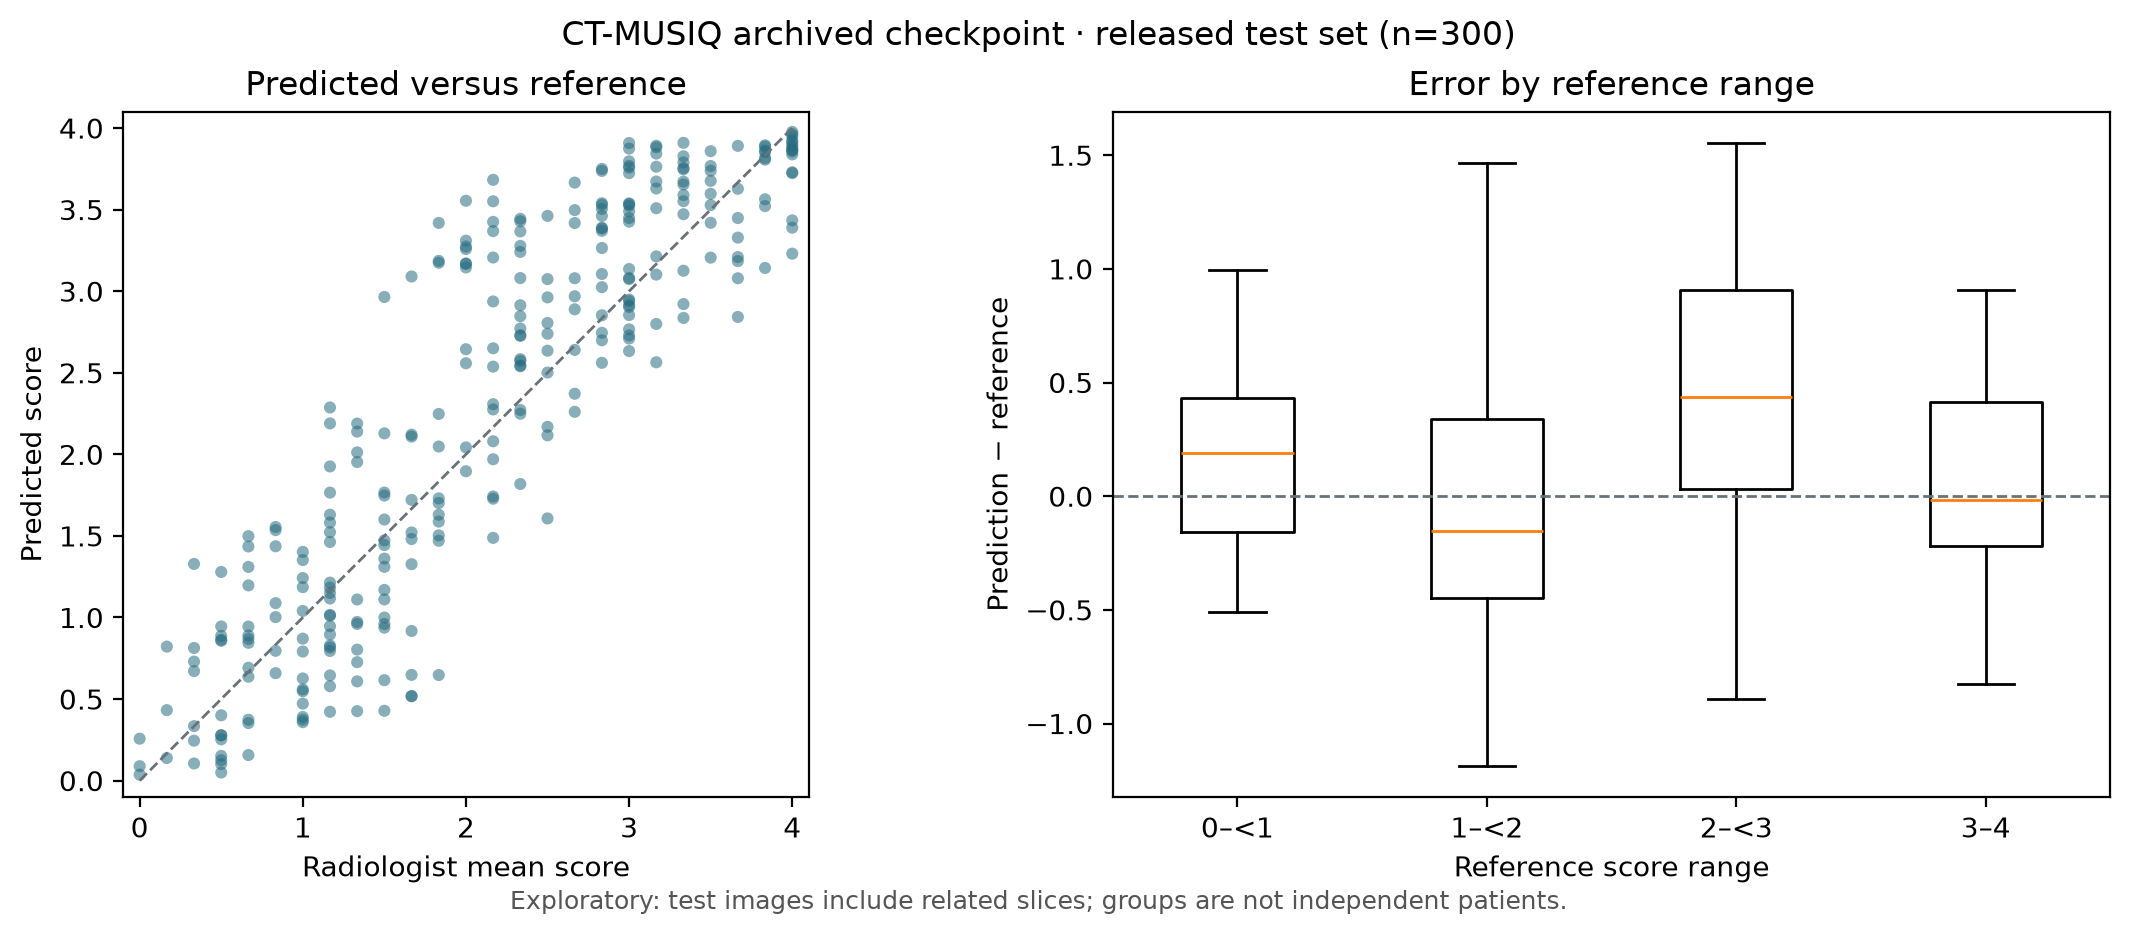 CT-MUSIQ archived checkpoint · released test set (n=300)
Predicted versus reference
Predicted score
4.0
3.5
3.0
2.5
2.0
1.5
1.0
0.5
0.0
0 1 2 3 4
Radiologist mean score
Error by reference range
Prediction − reference
1.5
1.0
0.5
0.0
−0.5
−1.0
0–<1 1–<2 2–<3 3–4
Reference score range
Exploratory: test images include related slices; groups are not independent patients.